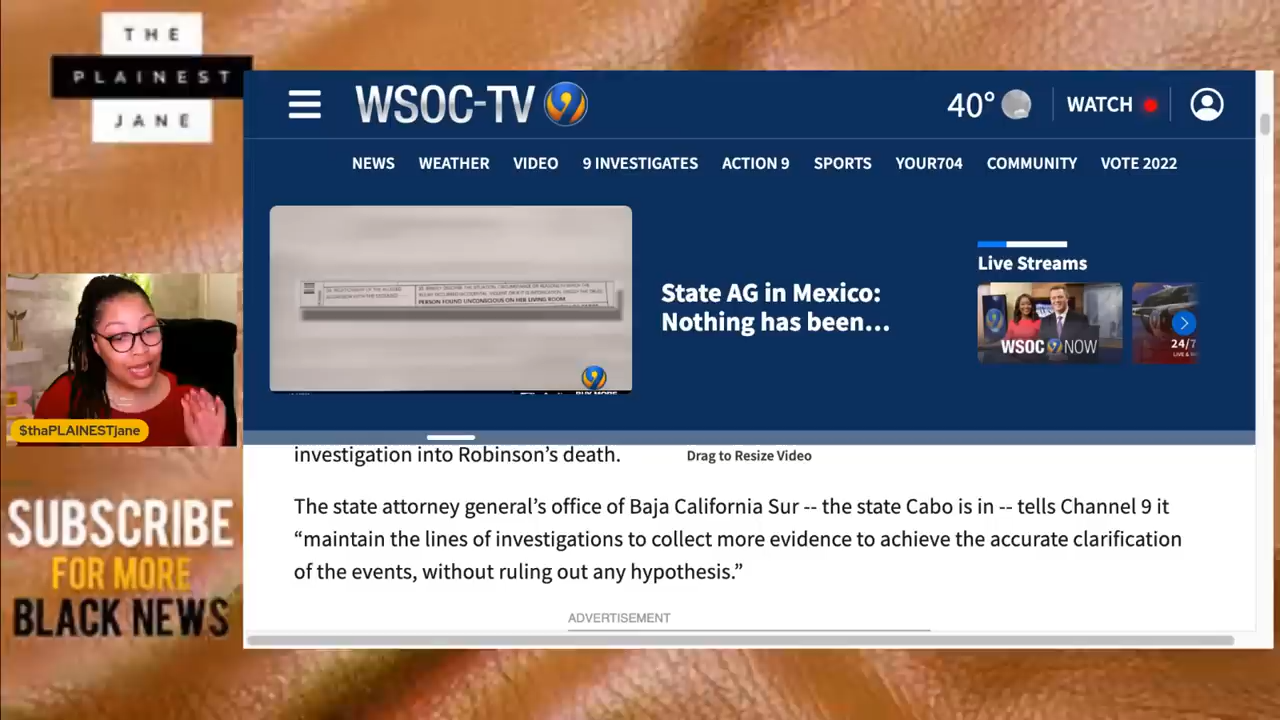 THE
PLAINEST
JANE
WSOC-TV 9
40°
WATCH
NEWS WEATHER VIDEO 9 INVESTIGATES ACTION 9 SPORTS YOUR704 COMMUNITY VOTE 2022
PERSON FOUND UNCONSCIOUS ON HER LIVING ROOM
State AG in Mexico:
Nothing has been...
Live Streams
WSOC 9 NOW
24/7
$thaPLAINESTjane
SUBSCRIBE
FOR MORE
BLACK NEWS
investigation into Robinson’s death.
Drag to Resize Video
The state attorney general’s office of Baja California Sur -- the state Cabo is in -- tells Channel 9 it
“maintain the lines of investigations to collect more evidence to achieve the accurate clarification
of the events, without ruling out any hypothesis.”
ADVERTISEMENT